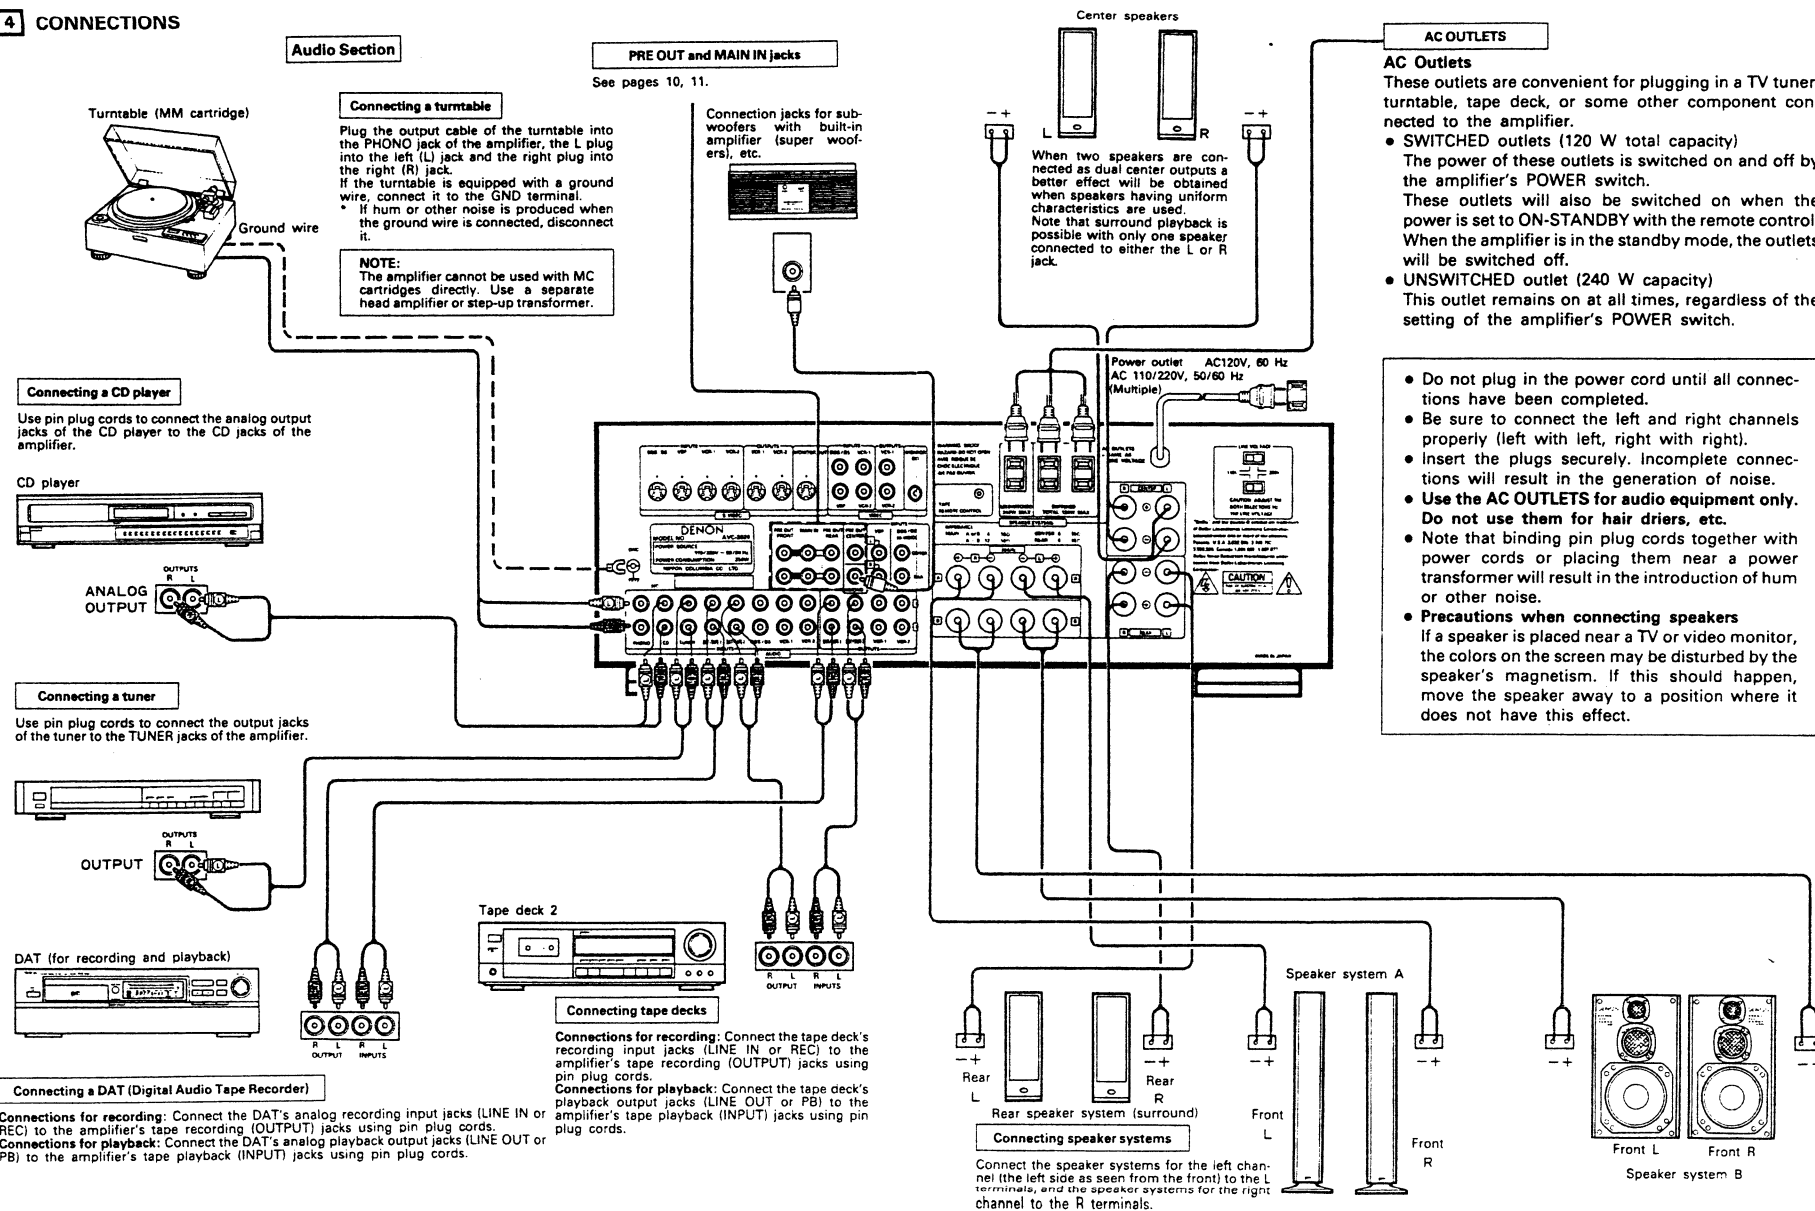 4 CONNECTIONS
Audio Section
Turntable (MM cartridge)
Ground wire
Connecting a turntable
Plug the output cable of the turntable into
the PHONO jack of the amplifier, the L plug
into the left (L) jack and the right plug into
the right (R) jack.
If the turntable is equipped with a ground
wire, connect it to the GND terminal.
* If hum or other noise is produced when
the ground wire is connected, disconnect
it.
NOTE:
The amplifier cannot be used with MC
cartridges directly. Use a separate
head amplifier or step-up transformer.
PRE OUT and MAIN IN jacks
See pages 10, 11.
Connection jacks for sub-
woofers with built-in
amplifier (super woof-
ers), etc.
Center speakers
- +
L
R
- +
When two speakers are con-
nected as dual center outputs a
better effect will be obtained
when speakers having uniform
characteristics are used.
Note that surround playback is
possible with only one speaker
connected to either the L or R
jack.
AC OUTLETS
AC Outlets
These outlets are convenient for plugging in a TV tuner
turntable, tape deck, or some other component con
nected to the amplifier.
● SWITCHED outlets (120 W total capacity)
The power of these outlets is switched on and off by
the amplifier's POWER switch.
These outlets will also be switched on when the
power is set to ON-STANDBY with the remote control
When the amplifier is in the standby mode, the outlets
will be switched off.
● UNSWITCHED outlet (240 W capacity)
This outlet remains on at all times, regardless of the
setting of the amplifier's POWER switch.
Power outlet AC120V, 60 Hz
AC 110/220V, 50/60 Hz
(Multiple)
● Do not plug in the power cord until all connec-
tions have been completed.
● Be sure to connect the left and right channels
properly (left with left, right with right).
● Insert the plugs securely. Incomplete connec-
tions will result in the generation of noise.
● Use the AC OUTLETS for audio equipment only.
Do not use them for hair driers, etc.
● Note that binding pin plug cords together with
power cords or placing them near a power
transformer will result in the introduction of hum
or other noise.
● Precautions when connecting speakers
If a speaker is placed near a TV or video monitor,
the colors on the screen may be disturbed by the
speaker's magnetism. If this should happen,
move the speaker away to a position where it
does not have this effect.
Connecting a CD player
Use pin plug cords to connect the analog output
jacks of the CD player to the CD jacks of the
amplifier.
CD player
OUTPUTS
R L
ANALOG
OUTPUT
DENON
MODEL NO
POWER SOURCE
POWER CONSUMPTION
CAUTION
INPUTS
OUTPUTS
AUDIO
Connecting a tuner
Use pin plug cords to connect the output jacks
of the tuner to the TUNER jacks of the amplifier.
OUTPUTS
R L
OUTPUT
DAT (for recording and playback)
R L R L
OUTPUT INPUTS
Connecting a DAT (Digital Audio Tape Recorder)
Connections for recording: Connect the DAT's analog recording input jacks (LINE IN or
REC) to the amplifier's tape recording (OUTPUT) jacks using pin plug cords.
Connections for playback: Connect the DAT's analog playback output jacks (LINE OUT or
PB) to the amplifier's tape playback (INPUT) jacks using pin plug cords.
Tape deck 2
R L R L
OUTPUT INPUTS
Connecting tape decks
Connections for recording: Connect the tape deck's
recording input jacks (LINE IN or REC) to the
amplifier's tape recording (OUTPUT) jacks using
pin plug cords.
Connections for playback: Connect the tape deck's
playback output jacks (LINE OUT or PB) to the
amplifier's tape playback (INPUT) jacks using pin
plug cords.
- +
Rear
L
- +
Rear
R
Rear speaker system (surround)
Connecting speaker systems
Connect the speaker systems for the left chan-
nel (the left side as seen from the front) to the L
terminals, and the speaker systems for the right
channel to the R terminals.
- +
Front
L
Speaker system A
- +
Front
R
- +
Front L
Front R
Speaker system B